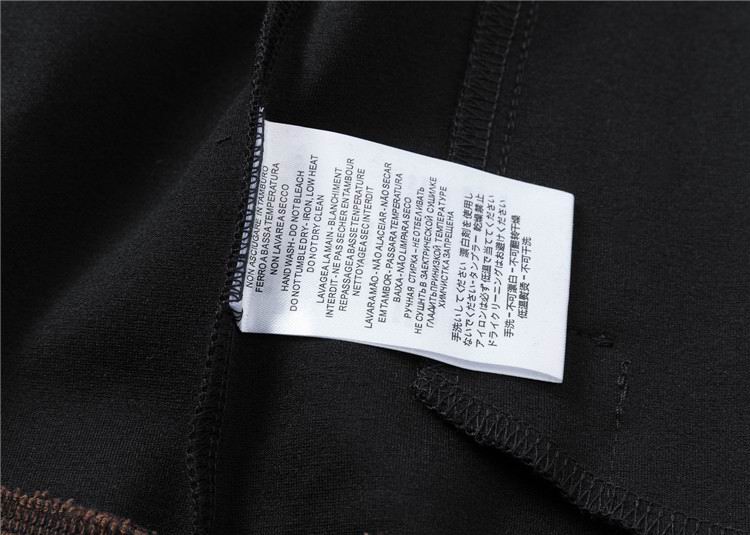 NON ASCIUGARE IN TAMBURO
FERRO A BASSA TEMPERATURA
NON LAVARE A SECCO
HAND WASH - DO NOT BLEACH
DO NOT TUMBLE DRY - IRON, LOW HEAT
DO NOT DRY CLEAN
LAVAGE A LA MAIN - BLANCHIMENT
INTERDIT - NE PAS SECHER EN TAMBOUR
REPASSAGE A BASSE TENPERATURE
NETTOYAGE A SEC INTERDIT
LAVAR A MÃO - NÃO ALACEJAR - NÃO SECAR
EM TAMBOR - PASSAR A TEMPERATURA
BAIXA - NÃO LIMPAR A SECO
РУЧНАЯ СТИРКА - НЕ ОТБЕЛИВАТЬ
НЕ СУШИТЬ В ЗАЕКТРИЧЕСКОЙ СУШИЛКЕ
ГЛАДИТЬ ПРИ НИЗКОЙ ТЕМПЕРАТУРЕ
ХИМЧИСТКА ЗАПРЕЩЕНА
手洗いしてください 漂白剤を使用し
ないでください·タンブラー乾燥禁止
アイロンは必ず低温で当ててください
ドライクリーニングはお避けください
手洗 - 不可漂白 - 不可翻转干燥
低温熨烫 - 不可干洗